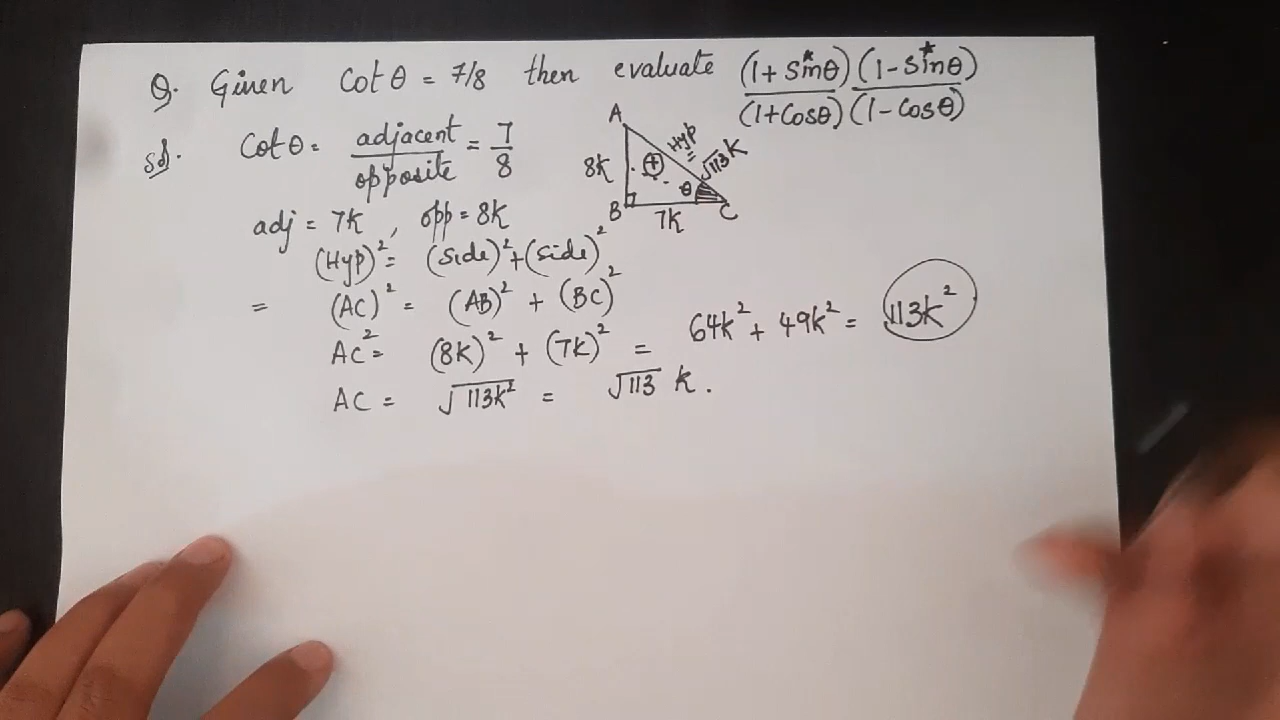 Q. Given Cotθ = 7/8 then evaluate (1+Sinθ)(1-Sinθ) / (1+Cosθ)(1-Cosθ)
Sol. Cotθ = adjacent / opposite = 7/8
A
8k
Hyp
√113k
θ
B
7k
C
adj = 7k, opp = 8k
(Hyp)² = (Side)² + (Side)²
= (AC)² = (AB)² + (BC)²
AC² = (8k)² + (7k)² = 64k² + 49k² = 113k²
AC = √113k² = √113 k.